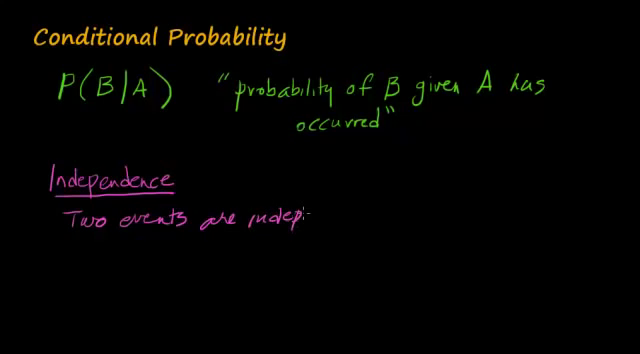 Conditional Probability
P(B/A) "probability of B given A has
occurred"
Independence
Two events are indep